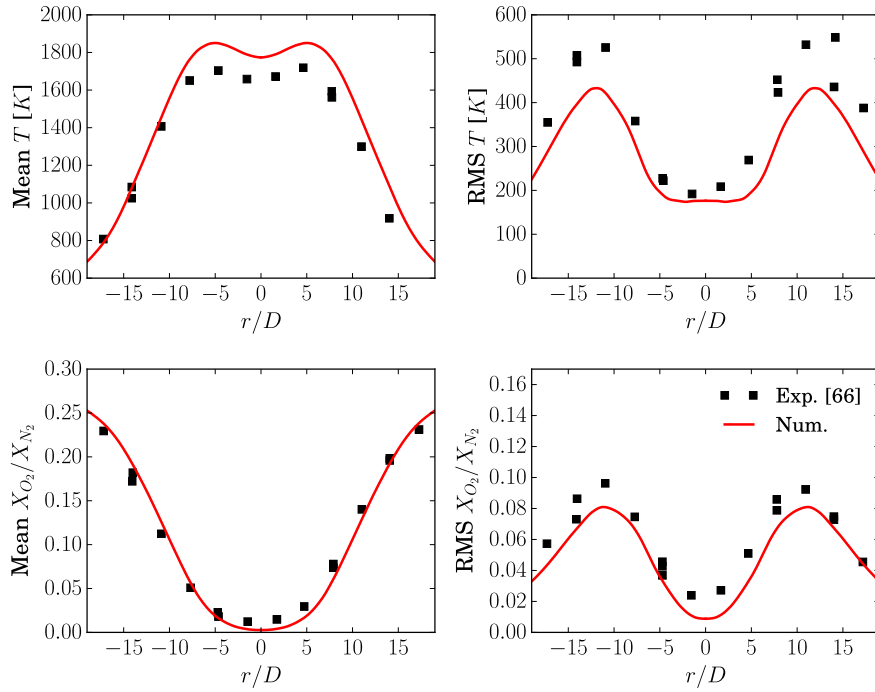 Mean T [K]
2000
1800
1600
1400
1200
1000
800
600
−15 −10 −5 0 5 10 15
r/D
RMS T [K]
600
500
400
300
200
100
0
−15 −10 −5 0 5 10 15
r/D
Mean X_{O_2}/X_{N_2}
0.30
0.25
0.20
0.15
0.10
0.05
0.00
−15 −10 −5 0 5 10 15
r/D
RMS X_{O_2}/X_{N_2}
0.16
0.14
0.12
0.10
0.08
0.06
0.04
0.02
0.00
Exp. [66]
Num.
−15 −10 −5 0 5 10 15
r/D